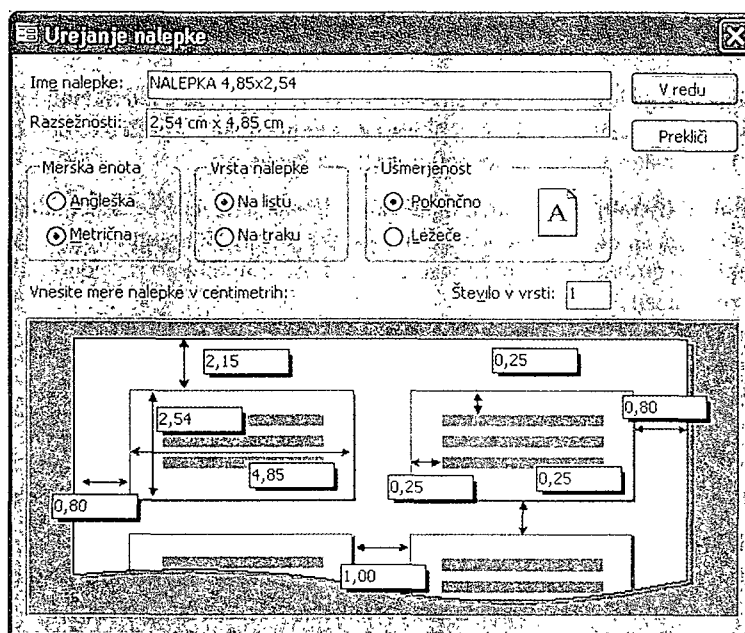 Urejanje nalepke
Ime nalepke: NALEPKA 4,85x2,54
V redu
Razsežnosti: 2,54 cm x 4,85 cm
Prekliči
Merska enota
Vrsta nalepke
Usmerjenost
Angleška
Na listu
Pokončno
A
Metrična
Na traku
Ležeče
Vnesite mere nalepke v centimetrih:
Število v vrsti: 1
2,15
0,25
2,54
0,80
4,85
0,25
0,25
0,80
1,00